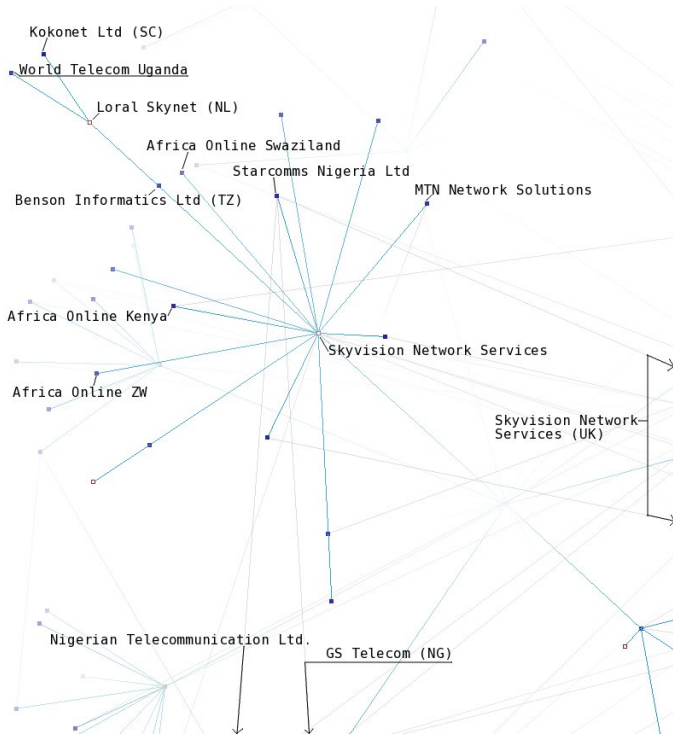 Kokonet Ltd (SC)
World Telecom Uganda
Loral Skynet (NL)
Africa Online Swaziland
Starcomms Nigeria Ltd
MTN Network Solutions
Benson Informatics Ltd (TZ)
Africa Online Kenya
Skyvision Network Services
Africa Online ZW
Skyvision Network
Services (UK)
Nigerian Telecommunication Ltd.
GS Telecom (NG)